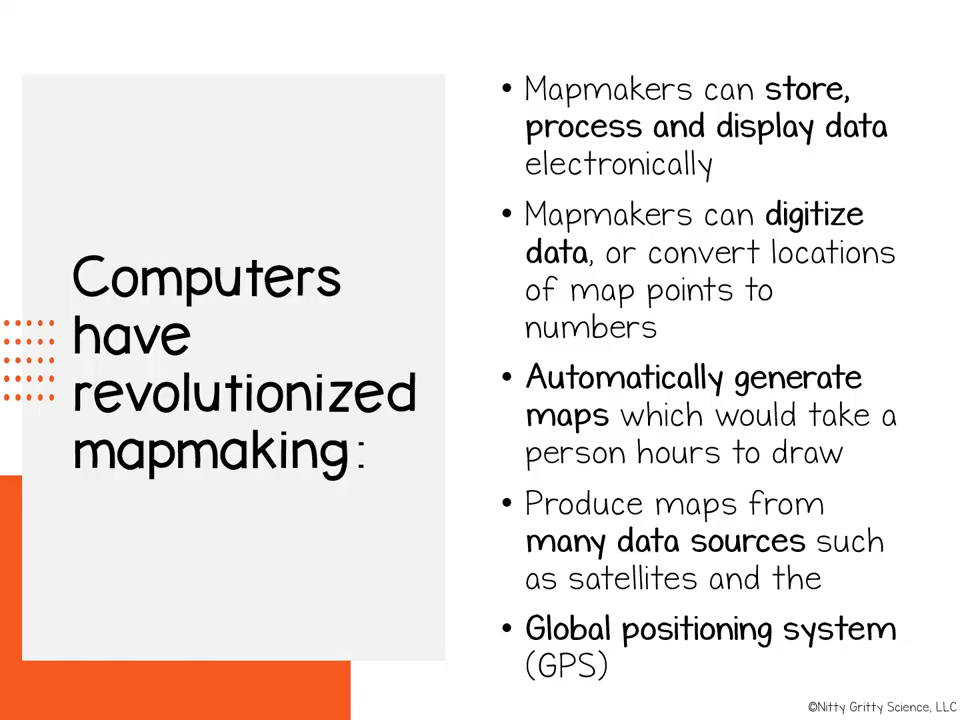 Computers
have
revolutionized
mapmaking:
• Mapmakers can store,
process and display data
electronically
• Mapmakers can digitize
data, or convert locations
of map points to
numbers
• Automatically generate
maps which would take a
person hours to draw
• Produce maps from
many data sources such
as satellites and the
• Global positioning system
(GPS)
©Nitty Gritty Science, LLC